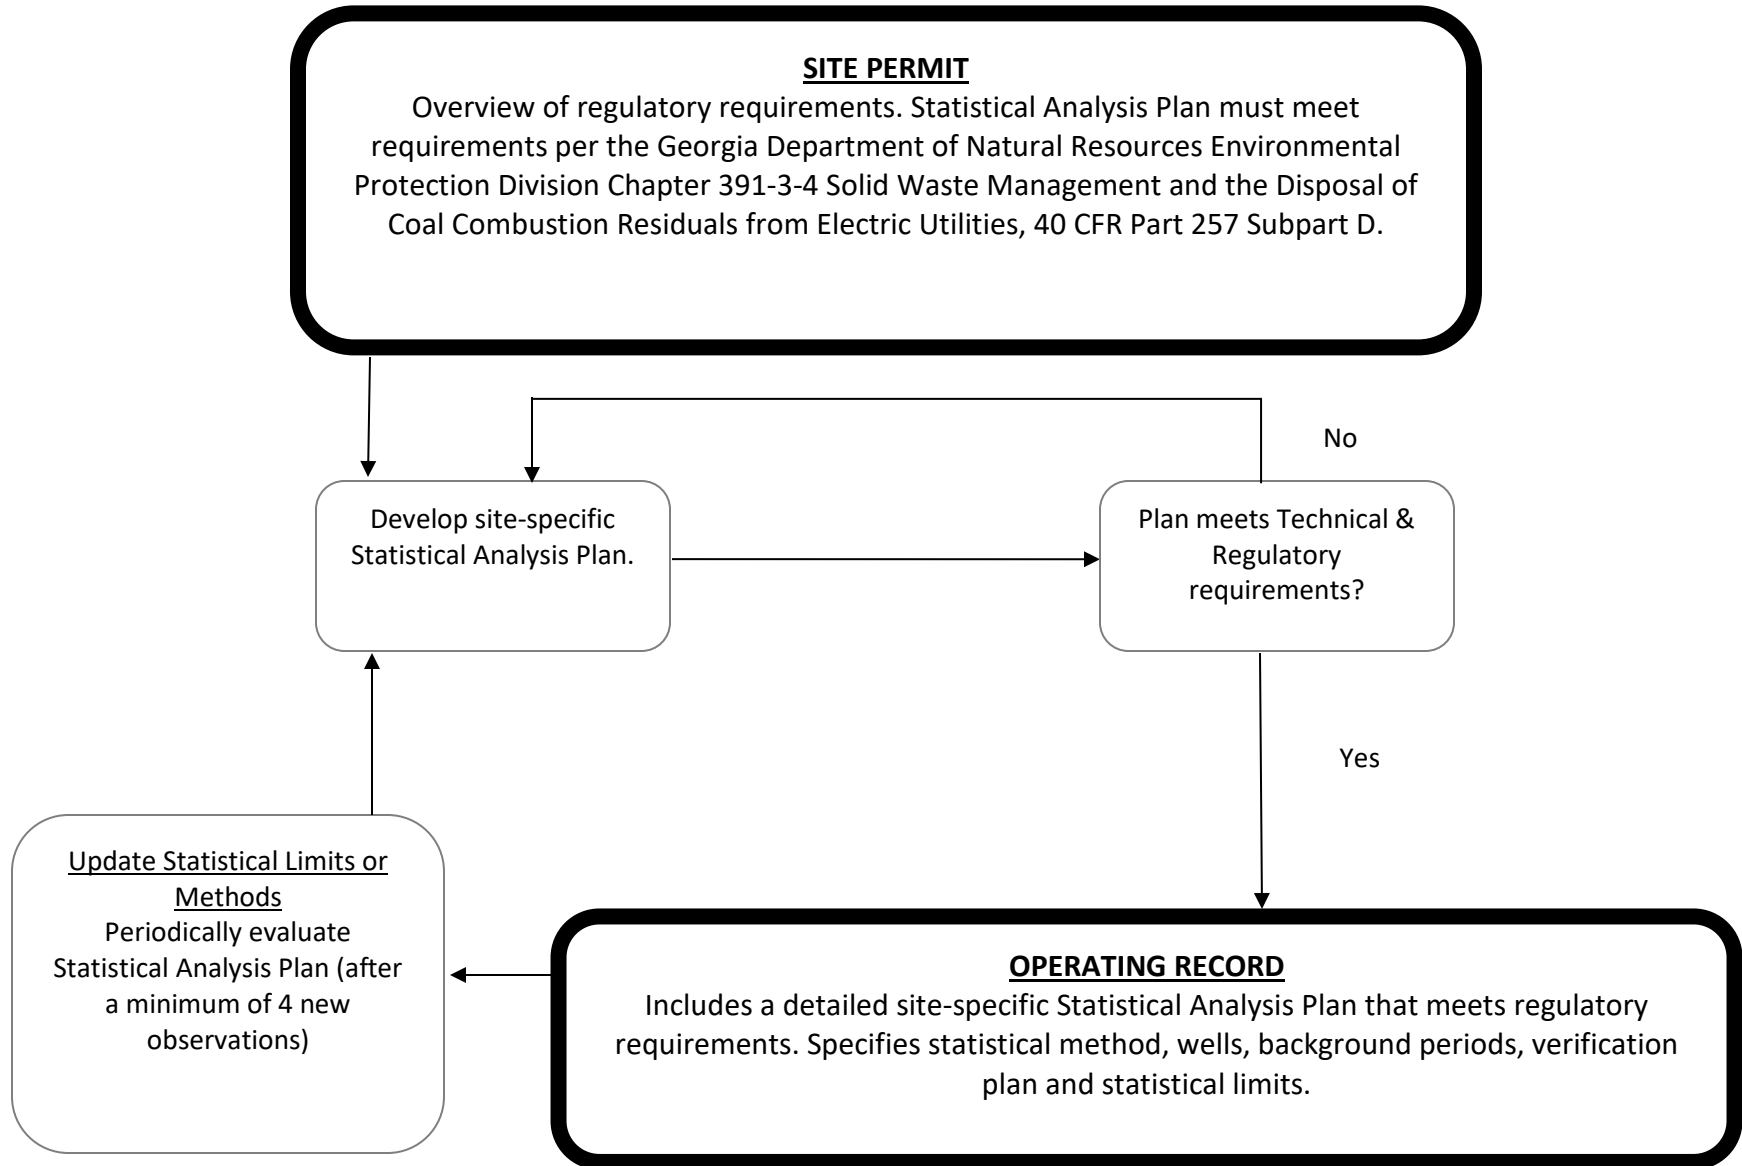 SITE PERMIT
Overview of regulatory requirements. Statistical Analysis Plan must meet
requirements per the Georgia Department of Natural Resources Environmental
Protection Division Chapter 391-3-4 Solid Waste Management and the Disposal of
Coal Combustion Residuals from Electric Utilities, 40 CFR Part 257 Subpart D.
No
Develop site-specific
Statistical Analysis Plan.
Plan meets Technical &
Regulatory
requirements?
Yes
Update Statistical Limits or
Methods
Periodically evaluate
Statistical Analysis Plan (after
a minimum of 4 new
observations)
OPERATING RECORD
Includes a detailed site-specific Statistical Analysis Plan that meets regulatory
requirements. Specifies statistical method, wells, background periods, verification
plan and statistical limits.